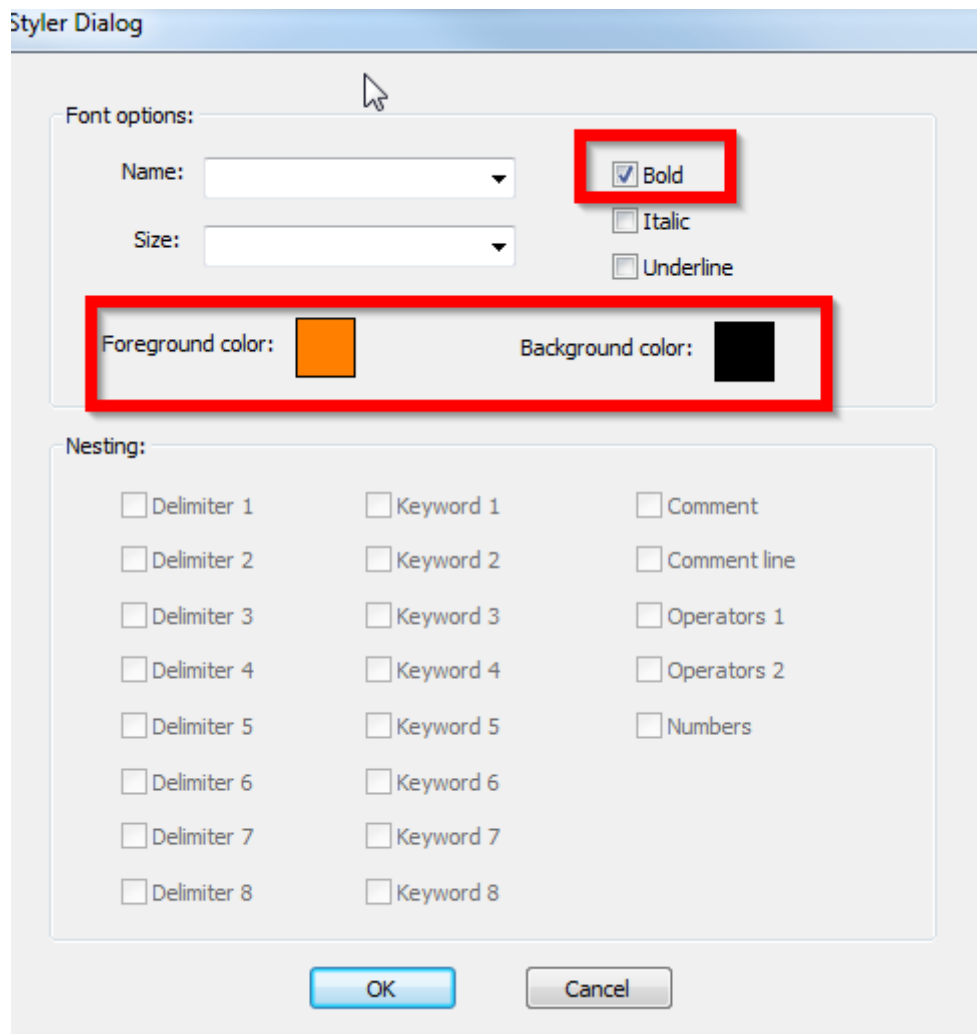 Styler Dialog
Font options:
Name:
Bold
Italic
Size:
Underline
Foreground color:
Background color:
Nesting:
Delimiter 1 Keyword 1 Comment
Delimiter 2 Keyword 2 Comment line
Delimiter 3 Keyword 3 Operators 1
Delimiter 4 Keyword 4 Operators 2
Delimiter 5 Keyword 5 Numbers
Delimiter 6 Keyword 6
Delimiter 7 Keyword 7
Delimiter 8 Keyword 8
OK Cancel